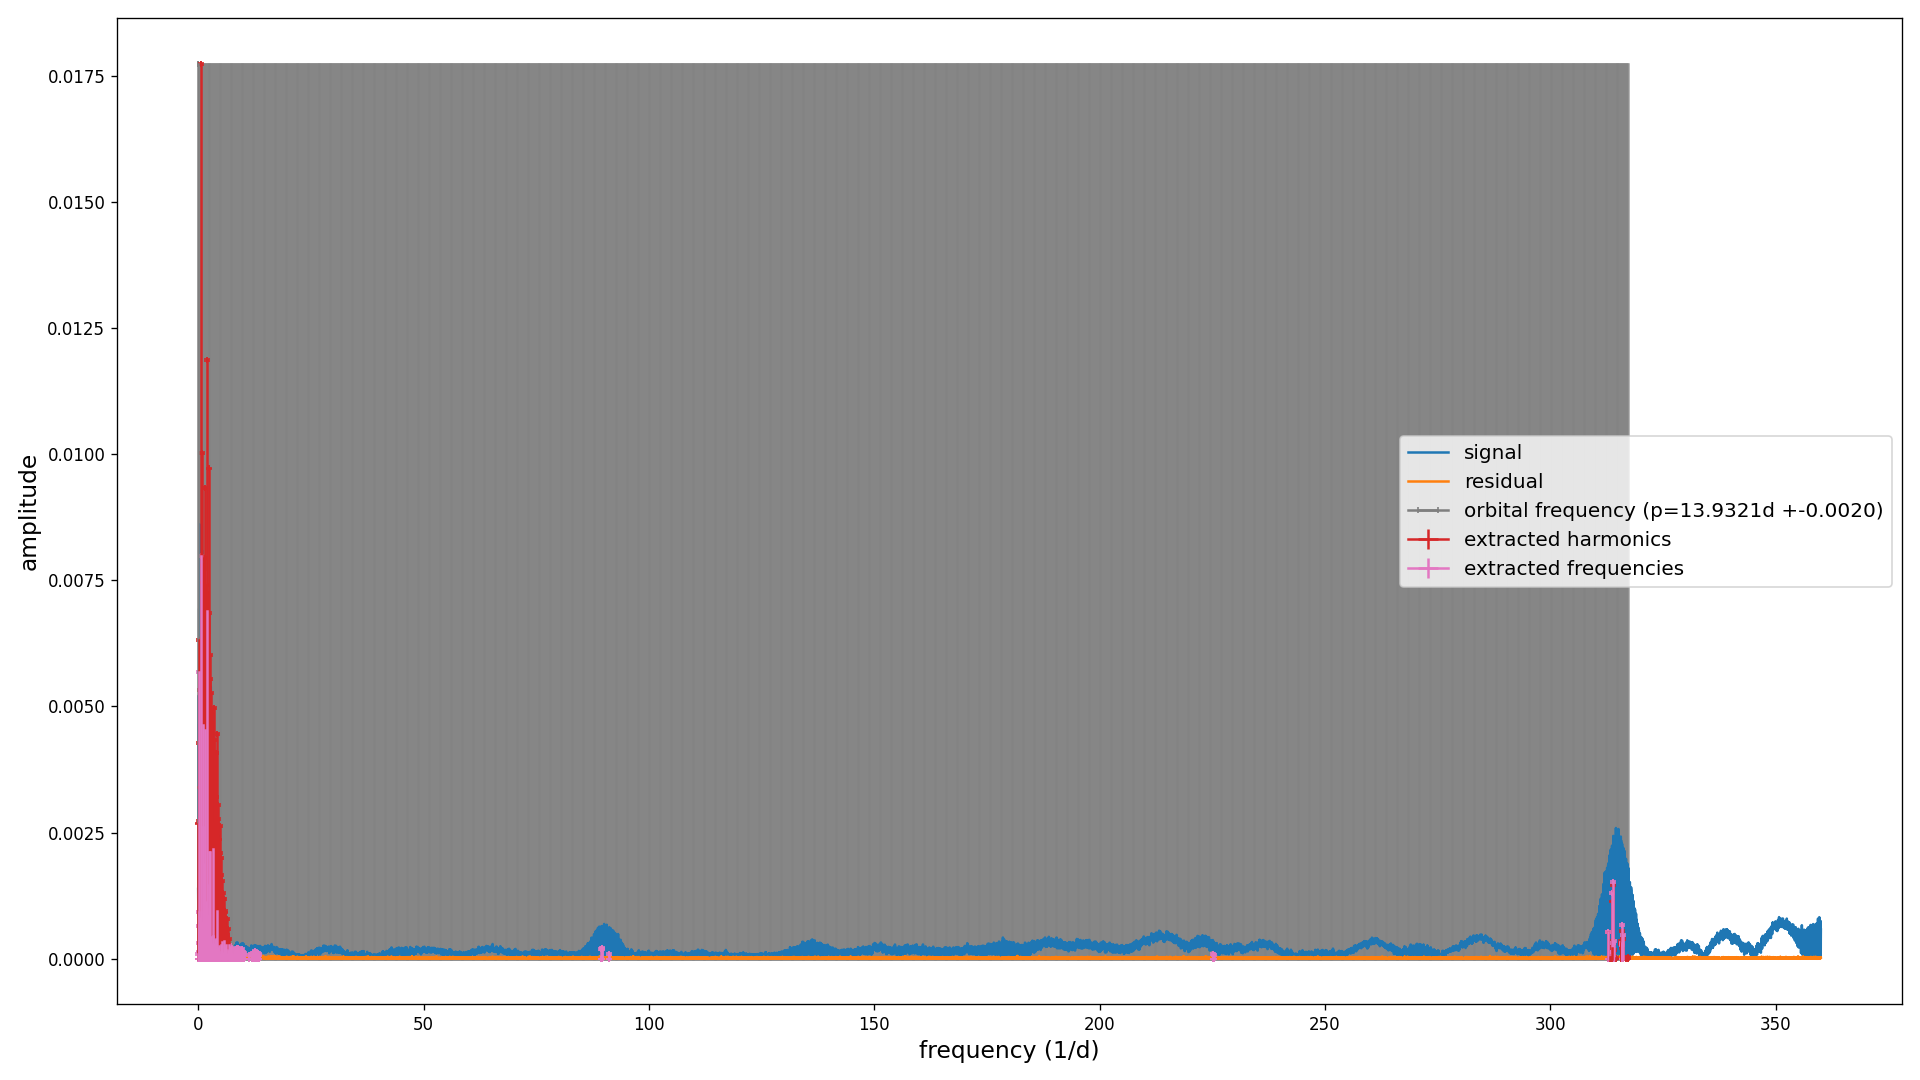 0.0175
0.0150
0.0125
0.0100
0.0075
0.0050
0.0025
0.0000
amplitude
signal
residual
orbital frequency (p=13.9321d +-0.0020)
extracted harmonics
extracted frequencies
0 50 100 150 200 250 300 350
frequency (1/d)